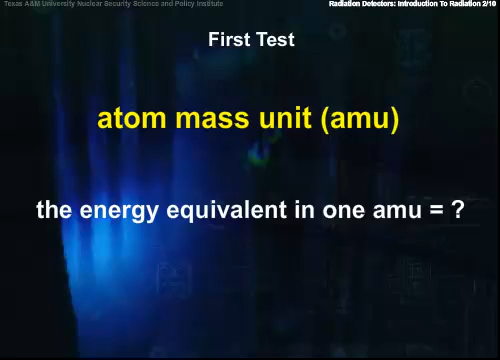 Texas A&M University Nuclear Security Science and Policy Institute
Radiation Detectors: Introduction To Radiation 2/10
First Test
atom mass unit (amu)
the energy equivalent in one amu = ?